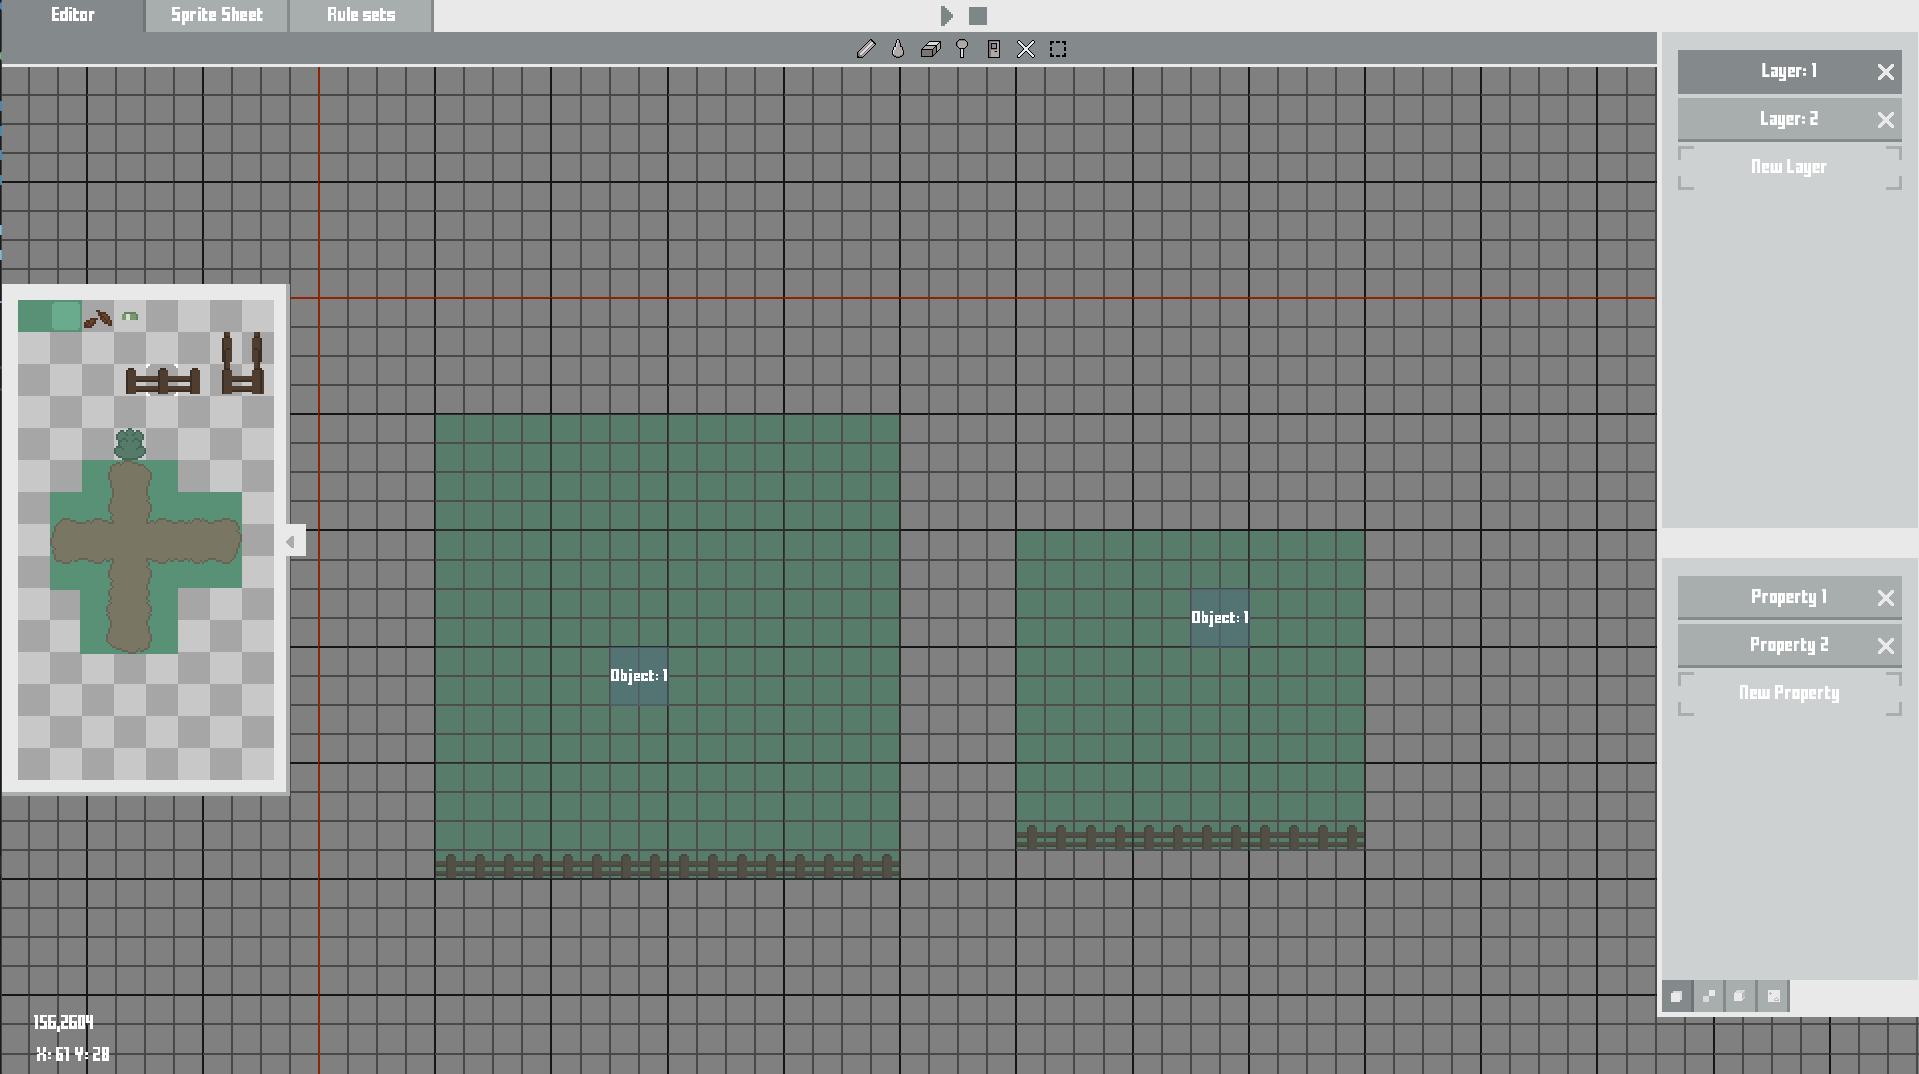 Editor
Sprite Sheet
Rule sets
Layer: 1
Layer: 2
New Layer
Object: 1
Object: 1
Property 1
Property 2
New Property
156,2604
X: 61 Y: 28